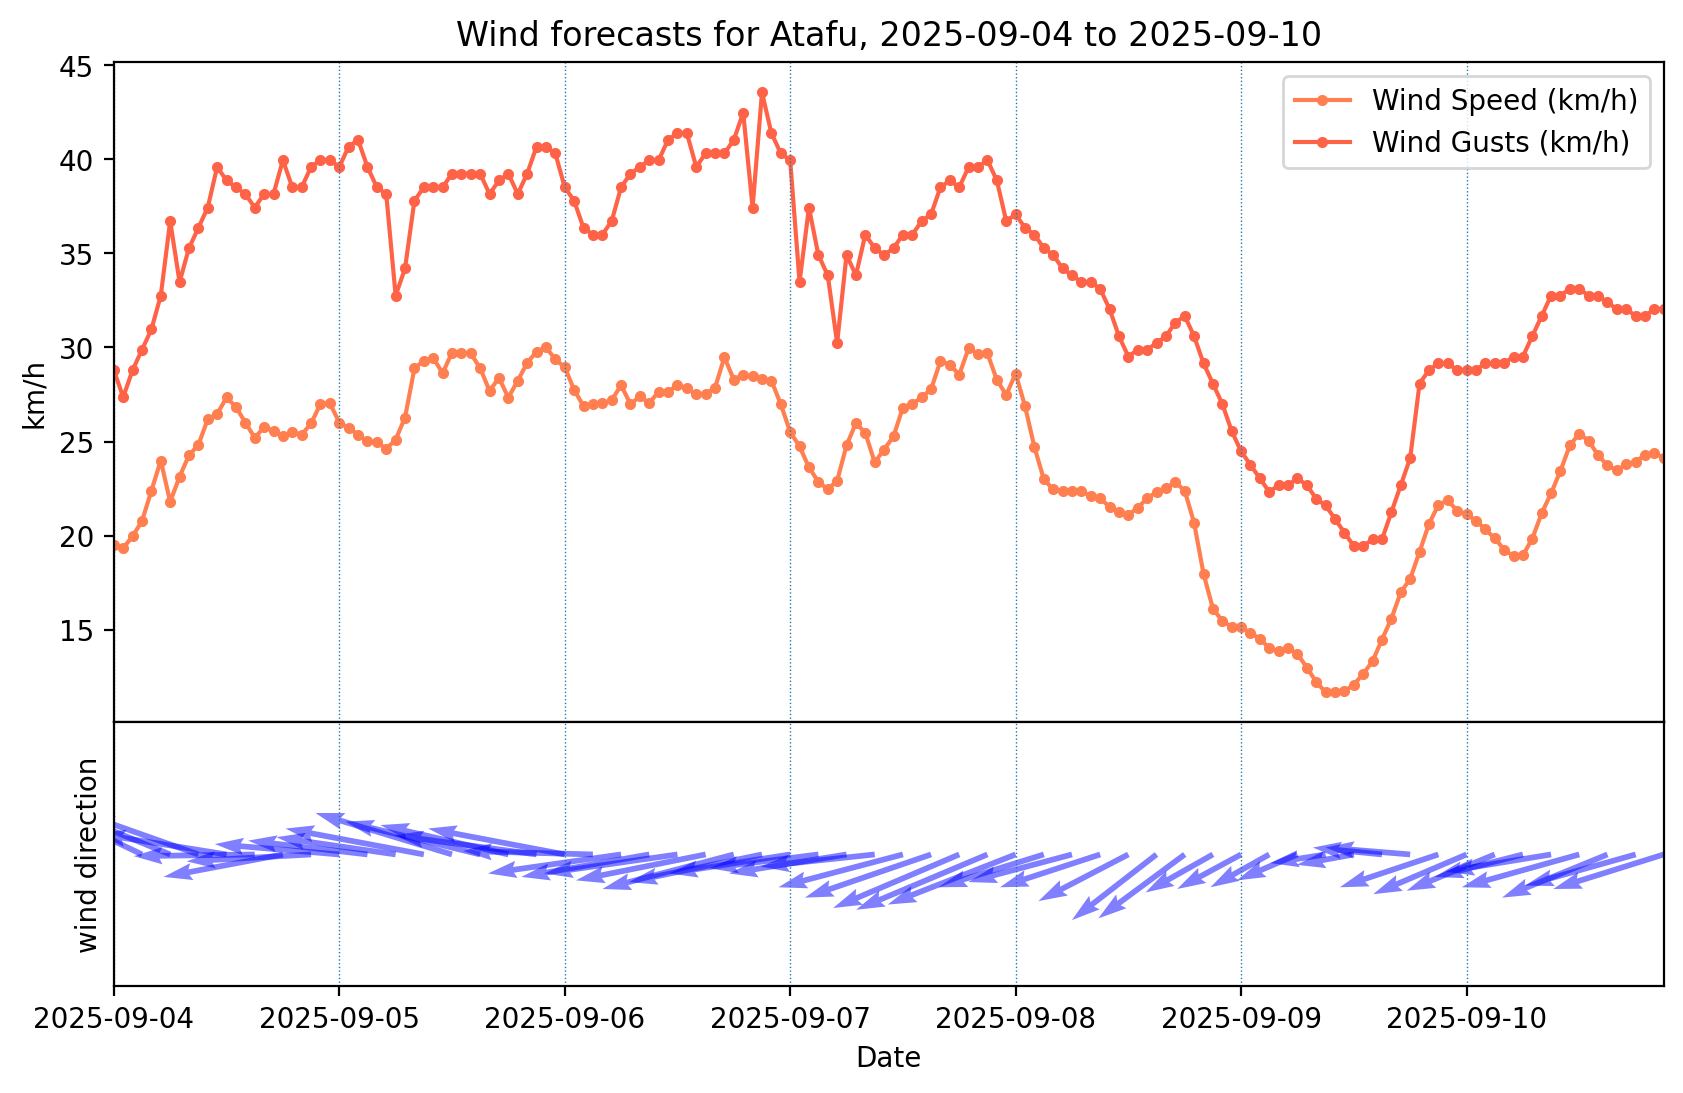 Wind forecasts for Atafu, 2025-09-04 to 2025-09-10
45
40
35
30
25
20
15
km/h
Wind Speed (km/h)
Wind Gusts (km/h)
wind direction
2025-09-04 2025-09-05 2025-09-06 2025-09-07 2025-09-08 2025-09-09 2025-09-10
Date